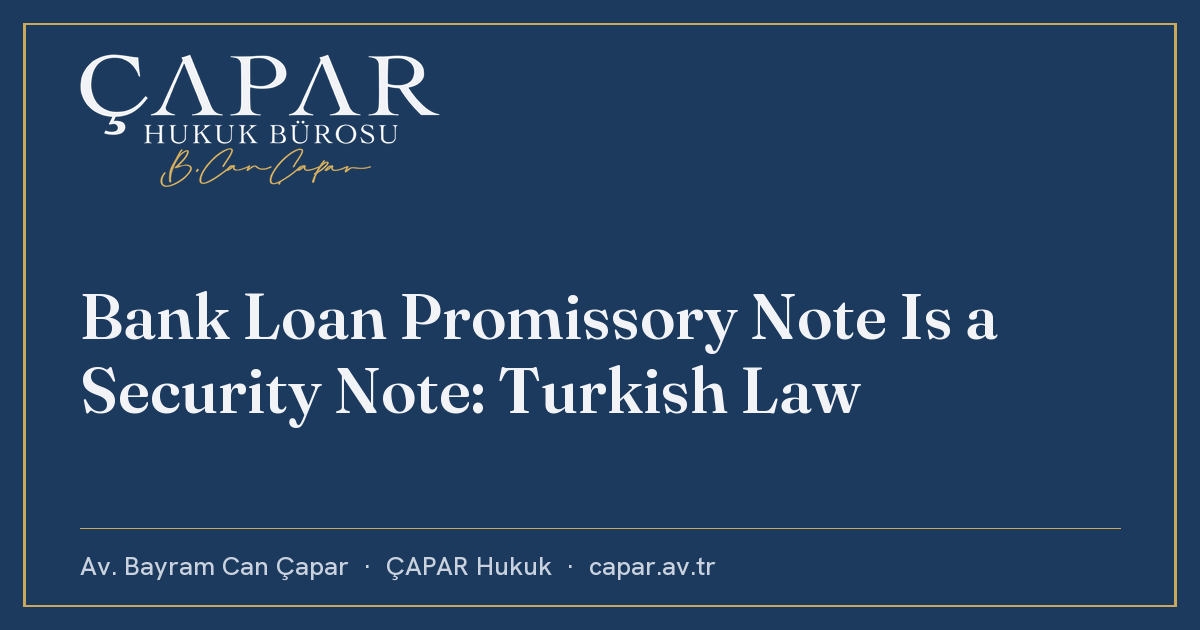 ÇAPAR
HUKUK BÜROSU
B.Can Çapar
Bank Loan Promissory Note Is a
Security Note: Turkish Law
Av. Bayram Can Çapar · ÇAPAR Hukuk · capar.av.tr